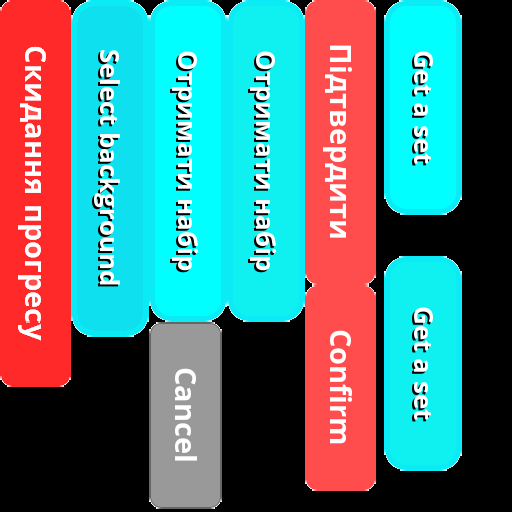 Скидання прогресу
Select background
Отримати набір
Cancel
Отримати набір
Підтвердити
Confirm
Get a set
Get a set